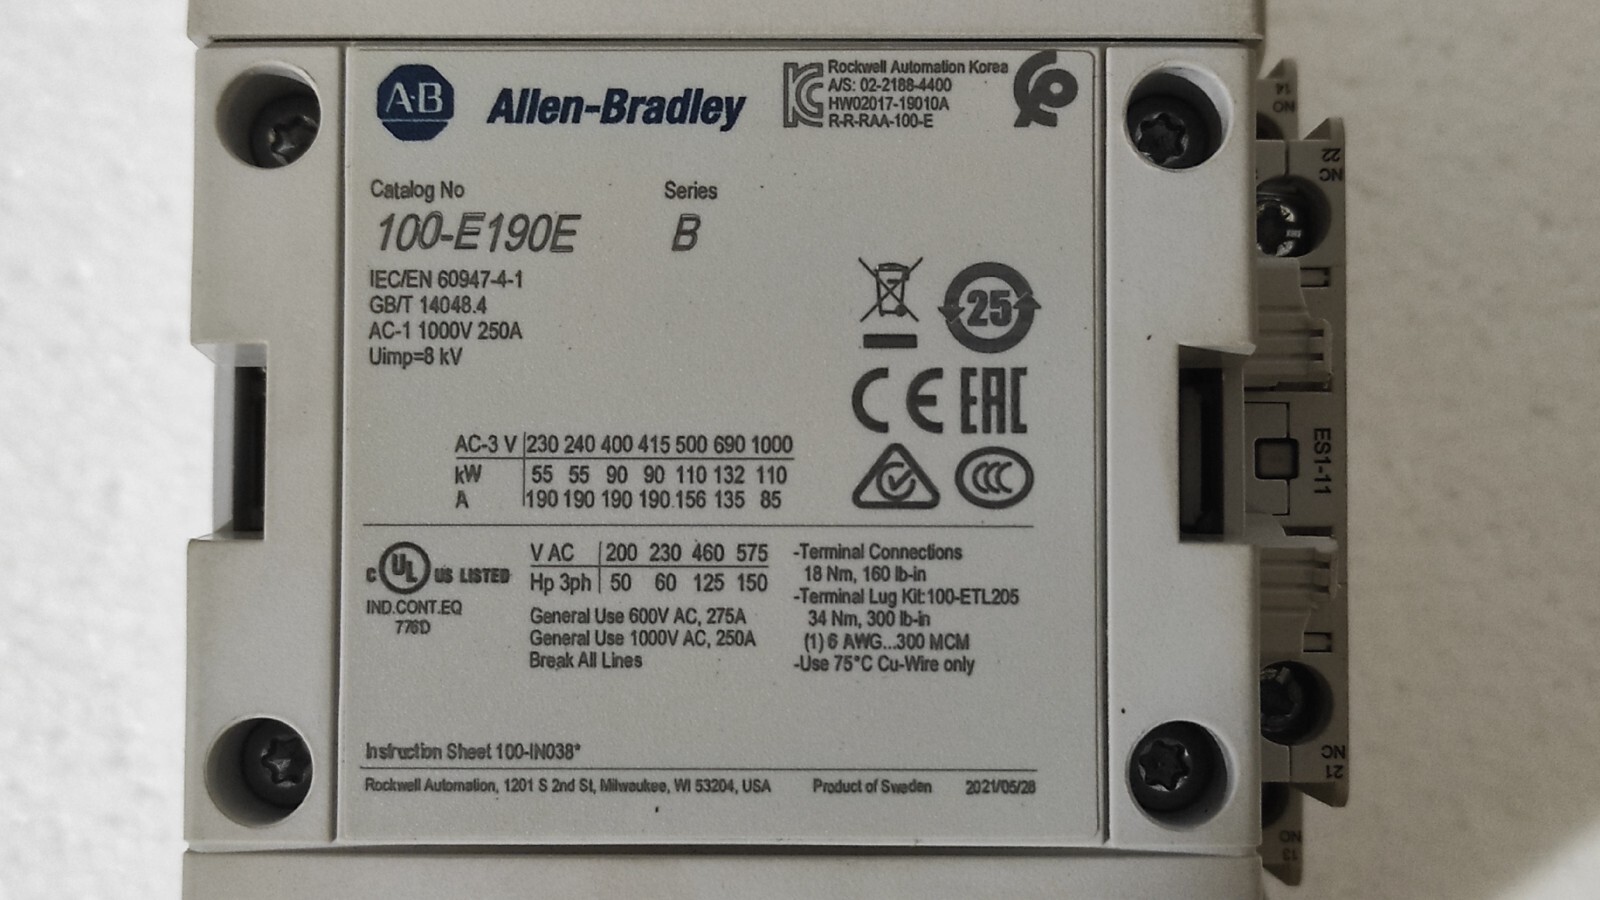 A·B Allen-Bradley
Rockwell Automation Korea
A/S: 02-2188-4400
HW02017-19010A
R-R-RAA-100-E
Catalog No Series
100-E190E B
IEC/EN 60947-4-1
GB/T 14048.4
AC-1 1000V 250A
Uimp=8 kV
25
CE EAC
AC-3 V 230 240 400 415 500 690 1000
kW 55 55 90 90 110 132 110
A 190 190 190 190 156 135 85
CCC
C UL US LISTED
IND.CONT.EQ
776D
V AC 200 230 460 575
Hp 3ph 50 60 125 150
General Use 600V AC, 275A
General Use 1000V AC, 250A
Break All Lines
-Terminal Connections
18 Nm, 160 lb-in
-Terminal Lug Kit:100-ETL205
34 Nm, 300 lb-in
(1) 6 AWG...300 MCM
-Use 75°C Cu-Wire only
Instruction Sheet 100-IN038*
Rockwell Automation, 1201 S 2nd St, Milwaukee, WI 53204, USA Product of Sweden 2021/05/28
14
NO
22
NC
ES1-11
NC
21
NO
13